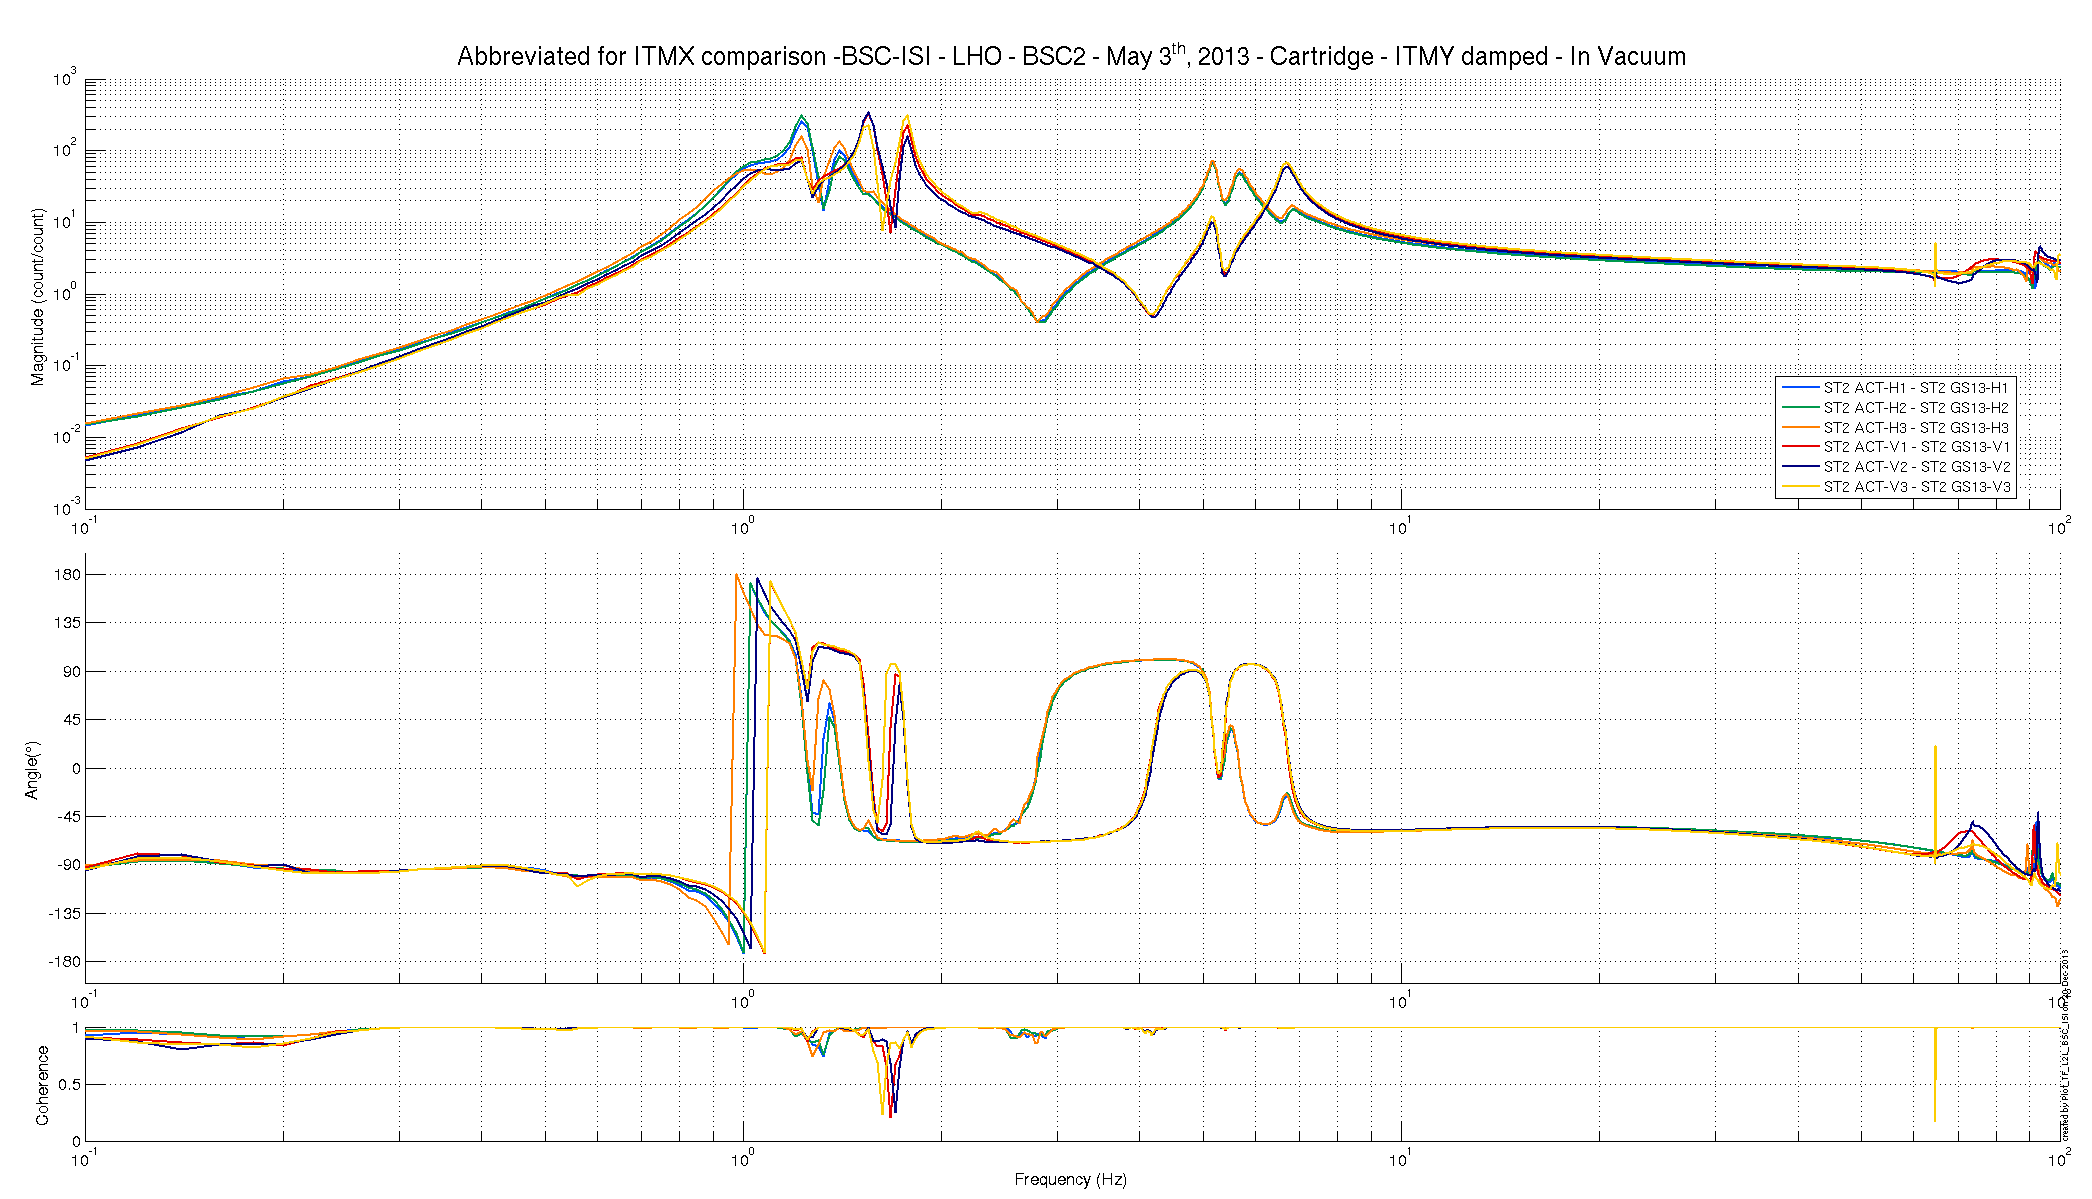 Abbreviated for ITMX comparison -BSC-ISI - LHO - BSC2 - May 3th, 2013 - Cartridge - ITMY damped - In Vacuum
Magnitude (count/count)
10^3
10^2
10^1
10^0
10^-1
10^-2
10^-3
ST2 ACT-H1 - ST2 GS13-H1
ST2 ACT-H2 - ST2 GS13-H2
ST2 ACT-H3 - ST2 GS13-H3
ST2 ACT-V1 - ST2 GS13-V1
ST2 ACT-V2 - ST2 GS13-V2
ST2 ACT-V3 - ST2 GS13-V3
10^-1 10^0 10^1 10^2
Angle(°)
180
135
90
45
0
-45
-90
-135
-180
10^-1 10^0 10^1
Coherence
1
0.5
0
10^-1 10^0 10^1 10^2
Frequency (Hz)
created by Plot_TF_L2L_BSC_ISI
Dec-2013